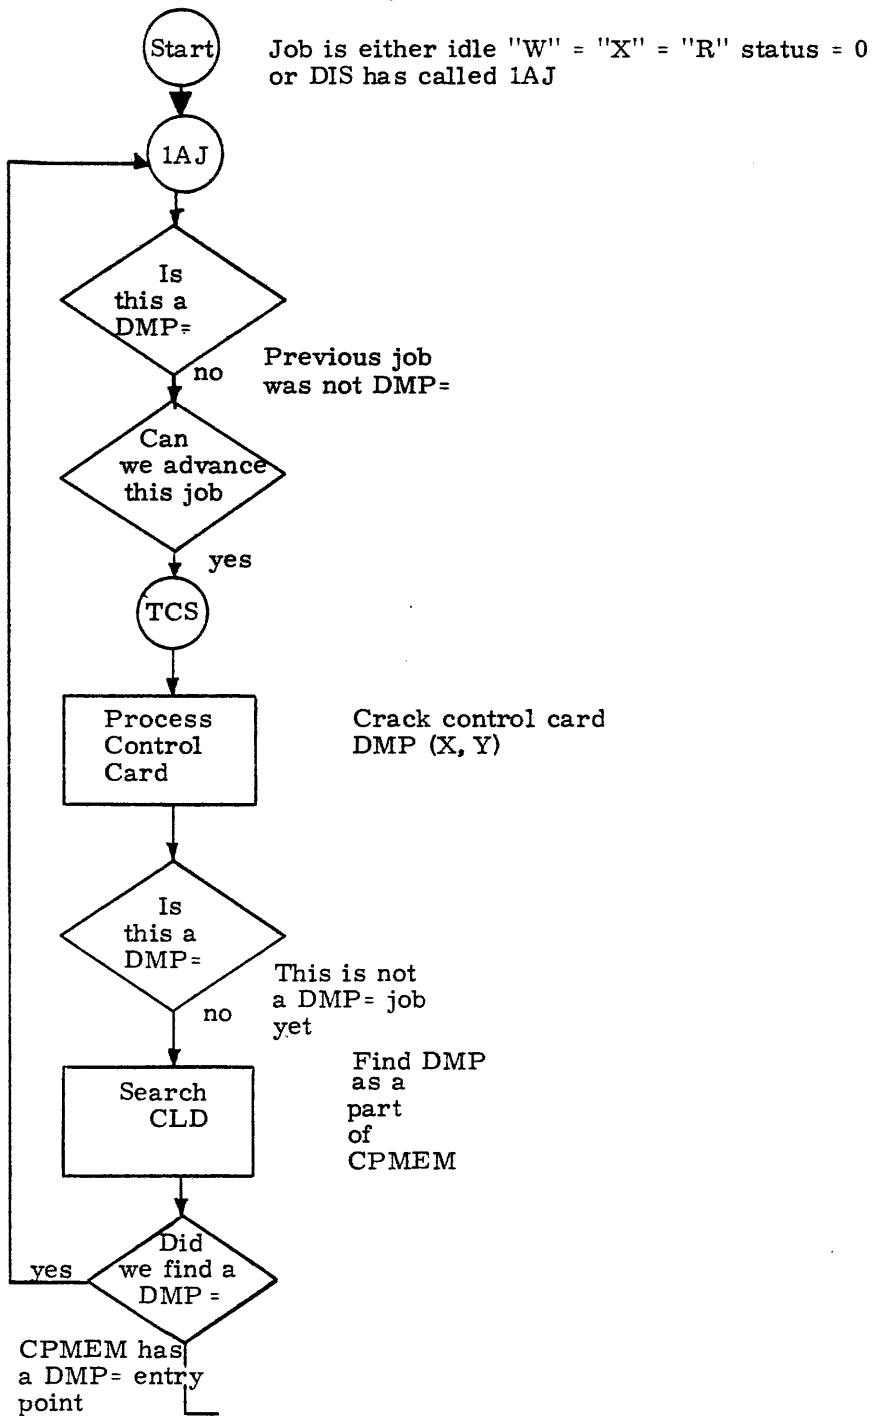 Start
Job is either idle "W" = "X" = "R" status = 0
or DIS has called 1AJ
1AJ
Is
this a
DMP=
no
Previous job
was not DMP=
Can
we advance
this job
yes
TCS
Process
Control
Card
Crack control card
DMP (X, Y)
Is
this a
DMP=
This is not
a DMP= job
yet
no
Search
CLD
Find DMP
as a
part
of
CPMEM
Did
we find a
DMP =
yes
CPMEM has
a DMP= entry
point